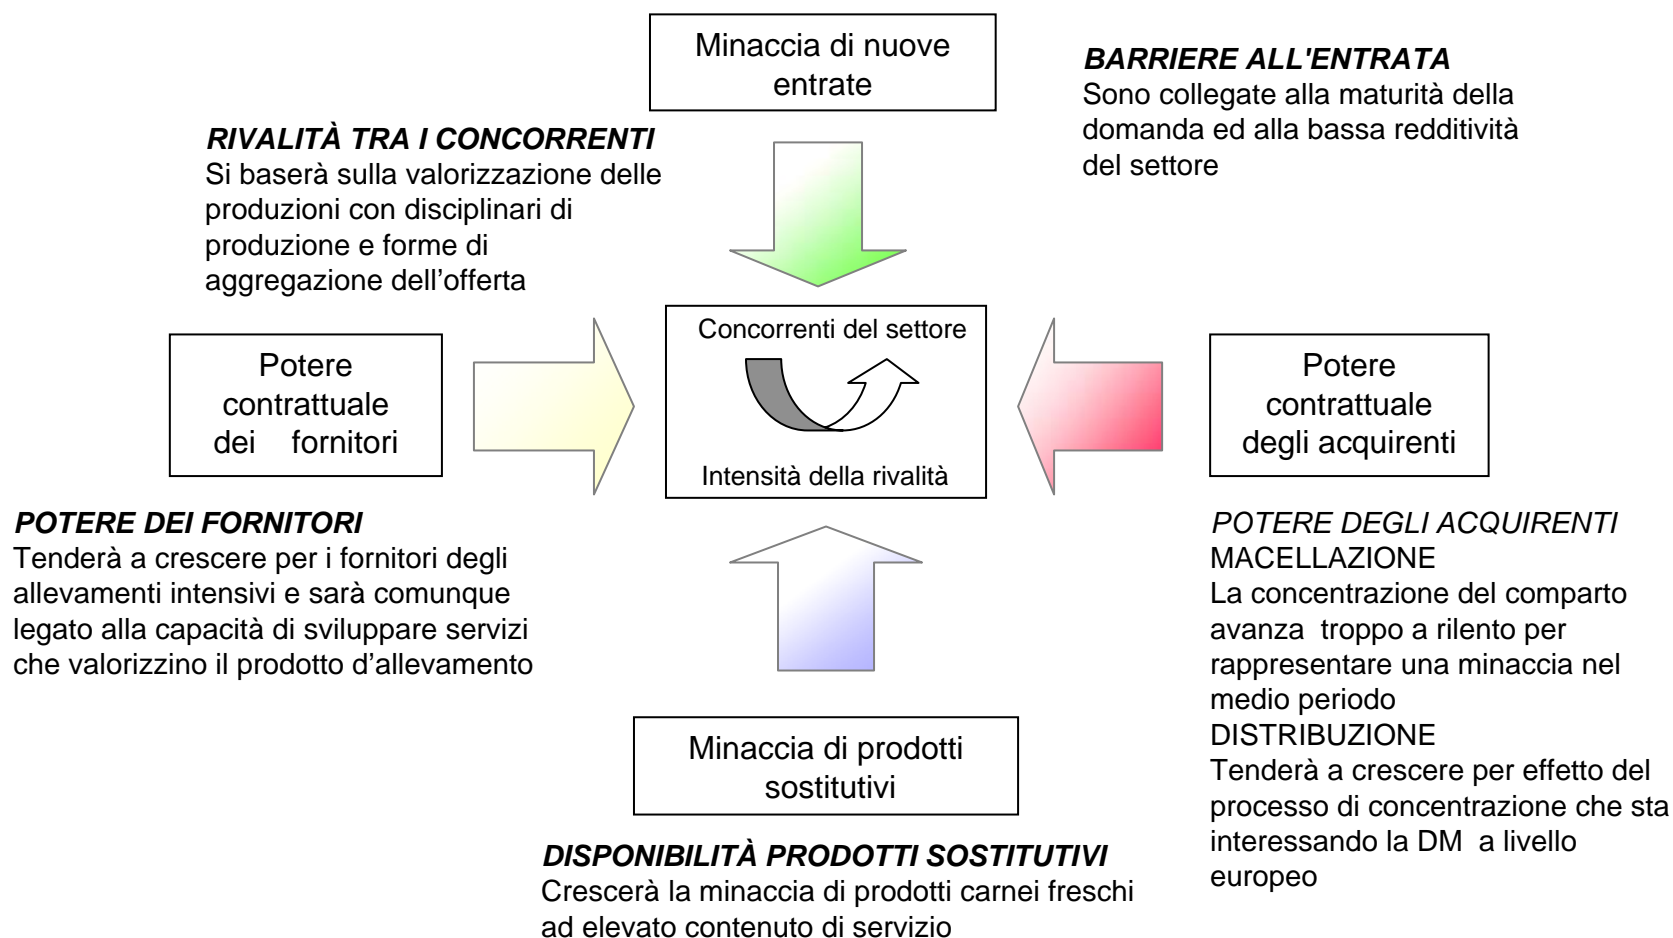 Minaccia di nuove
entrate
BARRIERE ALL'ENTRATA
Sono collegate alla maturità della
domanda ed alla bassa redditività
del settore
RIVALITÀ TRA I CONCORRENTI
Si baserà sulla valorizzazione delle
produzioni con disciplinari di
produzione e forme di
aggregazione dell’offerta
Potere
contrattuale
dei fornitori
Concorrenti del settore
Intensità della rivalità
Potere
contrattuale
degli acquirenti
POTERE DEI FORNITORI
Tenderà a crescere per i fornitori degli
allevamenti intensivi e sarà comunque
legato alla capacità di sviluppare servizi
che valorizzino il prodotto d’allevamento
POTERE DEGLI ACQUIRENTI
MACELLAZIONE
La concentrazione del comparto
avanza troppo a rilento per
rappresentare una minaccia nel
medio periodo
DISTRIBUZIONE
Tenderà a crescere per effetto del
processo di concentrazione che sta
interessando la DM a livello
europeo
Minaccia di prodotti
sostitutivi
DISPONIBILITÀ PRODOTTI SOSTITUTIVI
Crescerà la minaccia di prodotti carnei freschi
ad elevato contenuto di servizio